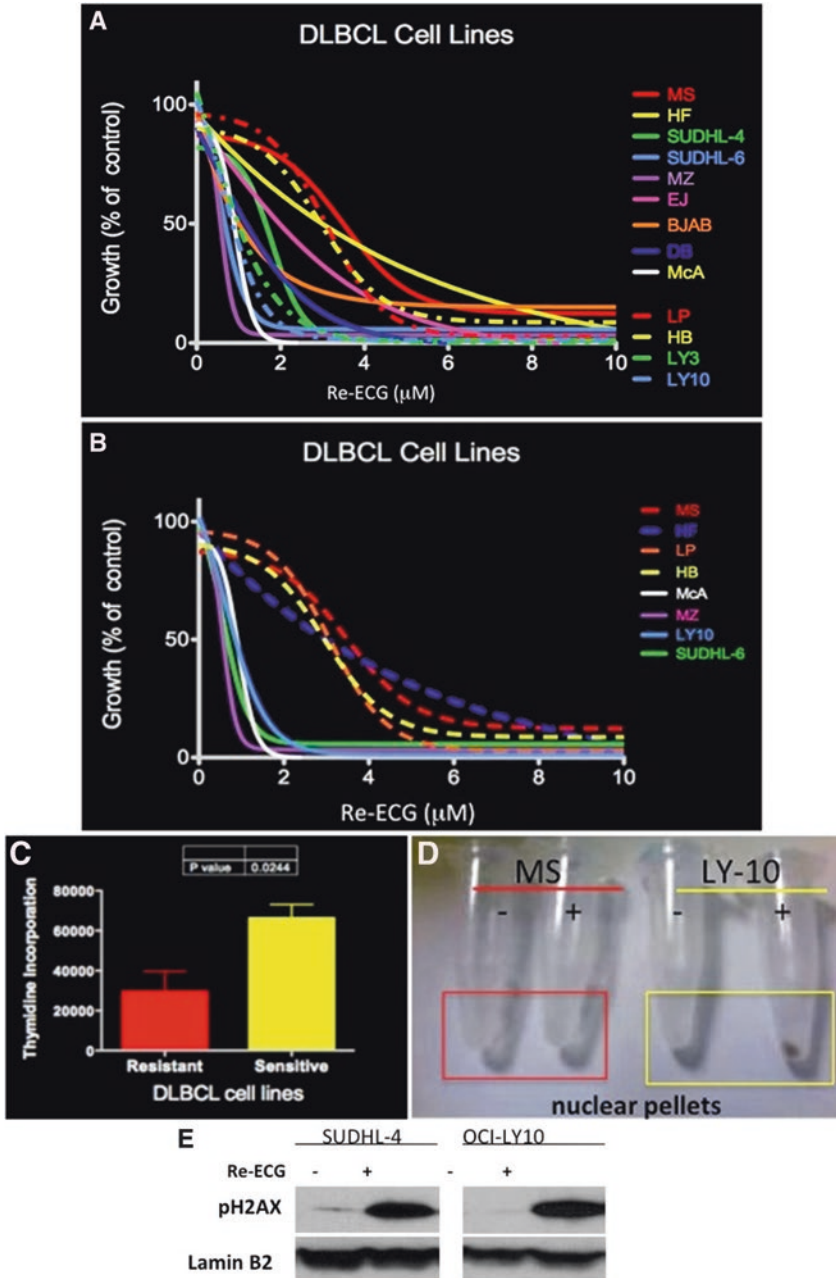 A
DLBCL Cell Lines
Growth (% of control)
100
50
0
0 2 4 6 8 10
Re-ECG (μM)
MS
HF
SUDHL-4
SUDHL-6
MZ
EJ
BJAB
DB
McA
LP
HB
LY3
LY10
B
DLBCL Cell Lines
Growth (% of control)
100
50
0
0 2 4 6 8 10
Re-ECG (μM)
MS
HF
LP
HB
McA
MZ
LY10
SUDHL-6
C
P value 0.0244
Thymidine Incorporation
80000
60000
40000
20000
0
Resistant Sensitive
DLBCL cell lines
D
MS LY-10
- + - +
nuclear pellets
E
SUDHL-4 OCI-LY10
Re-ECG - + - +
pH2AX
Lamin B2